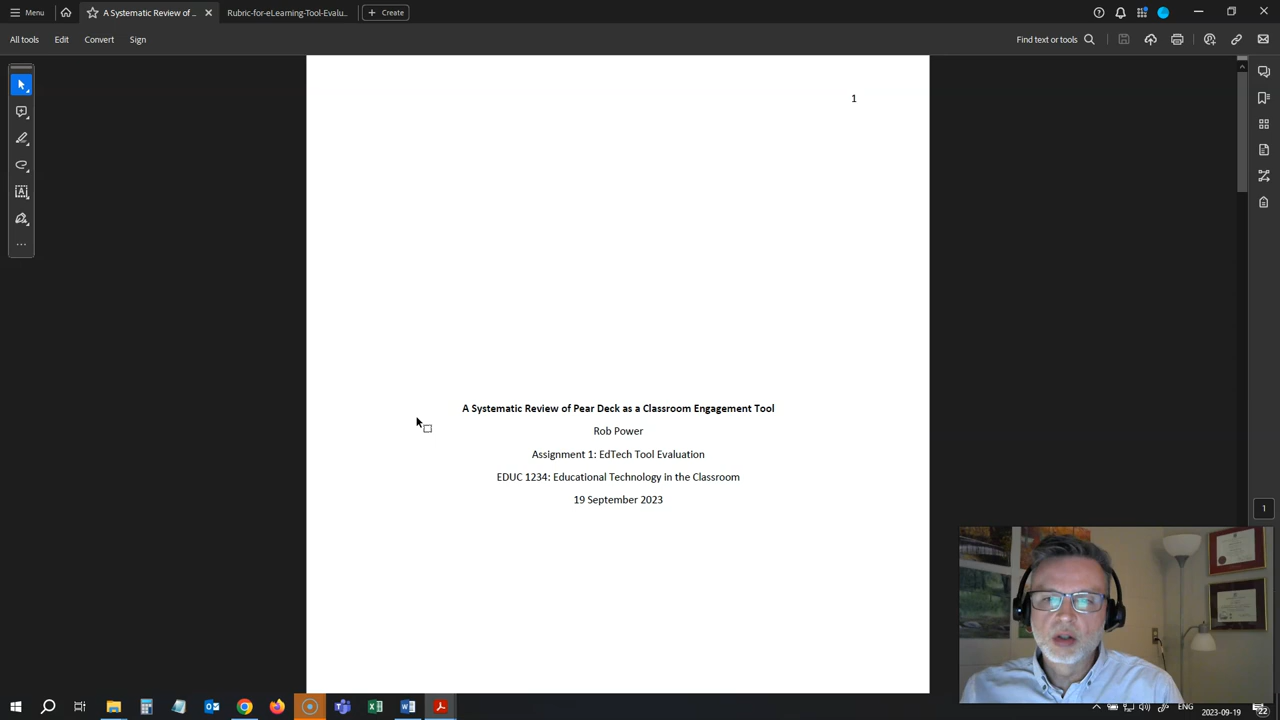 Menu
A Systematic Review of ...
Rubric-for-eLearning-Tool-Evalu...
Create
All tools
Edit
Convert
Sign
Find text or tools
1
A Systematic Review of Pear Deck as a Classroom Engagement Tool
Rob Power
Assignment 1: EdTech Tool Evaluation
EDUC 1234: Educational Technology in the Classroom
19 September 2023
1
ENG
2023-09-19
22